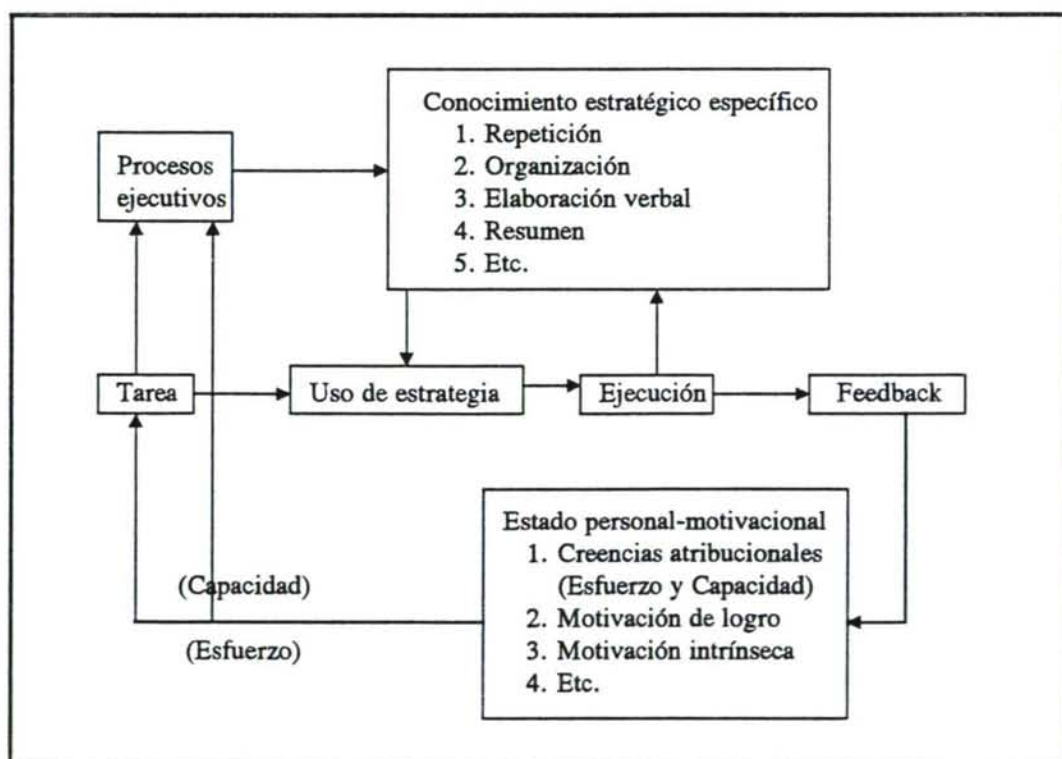 Conocimiento estratégico específico
1. Repetición
2. Organización
3. Elaboración verbal
4. Resumen
5. Etc.
Procesos
ejecutivos
Tarea
Uso de estrategia
Ejecución
Feedback
Estado personal-motivacional
1. Creencias atribucionales
(Esfuerzo y Capacidad)
2. Motivación de logro
3. Motivación intrínseca
4. Etc.
(Capacidad)
(Esfuerzo)